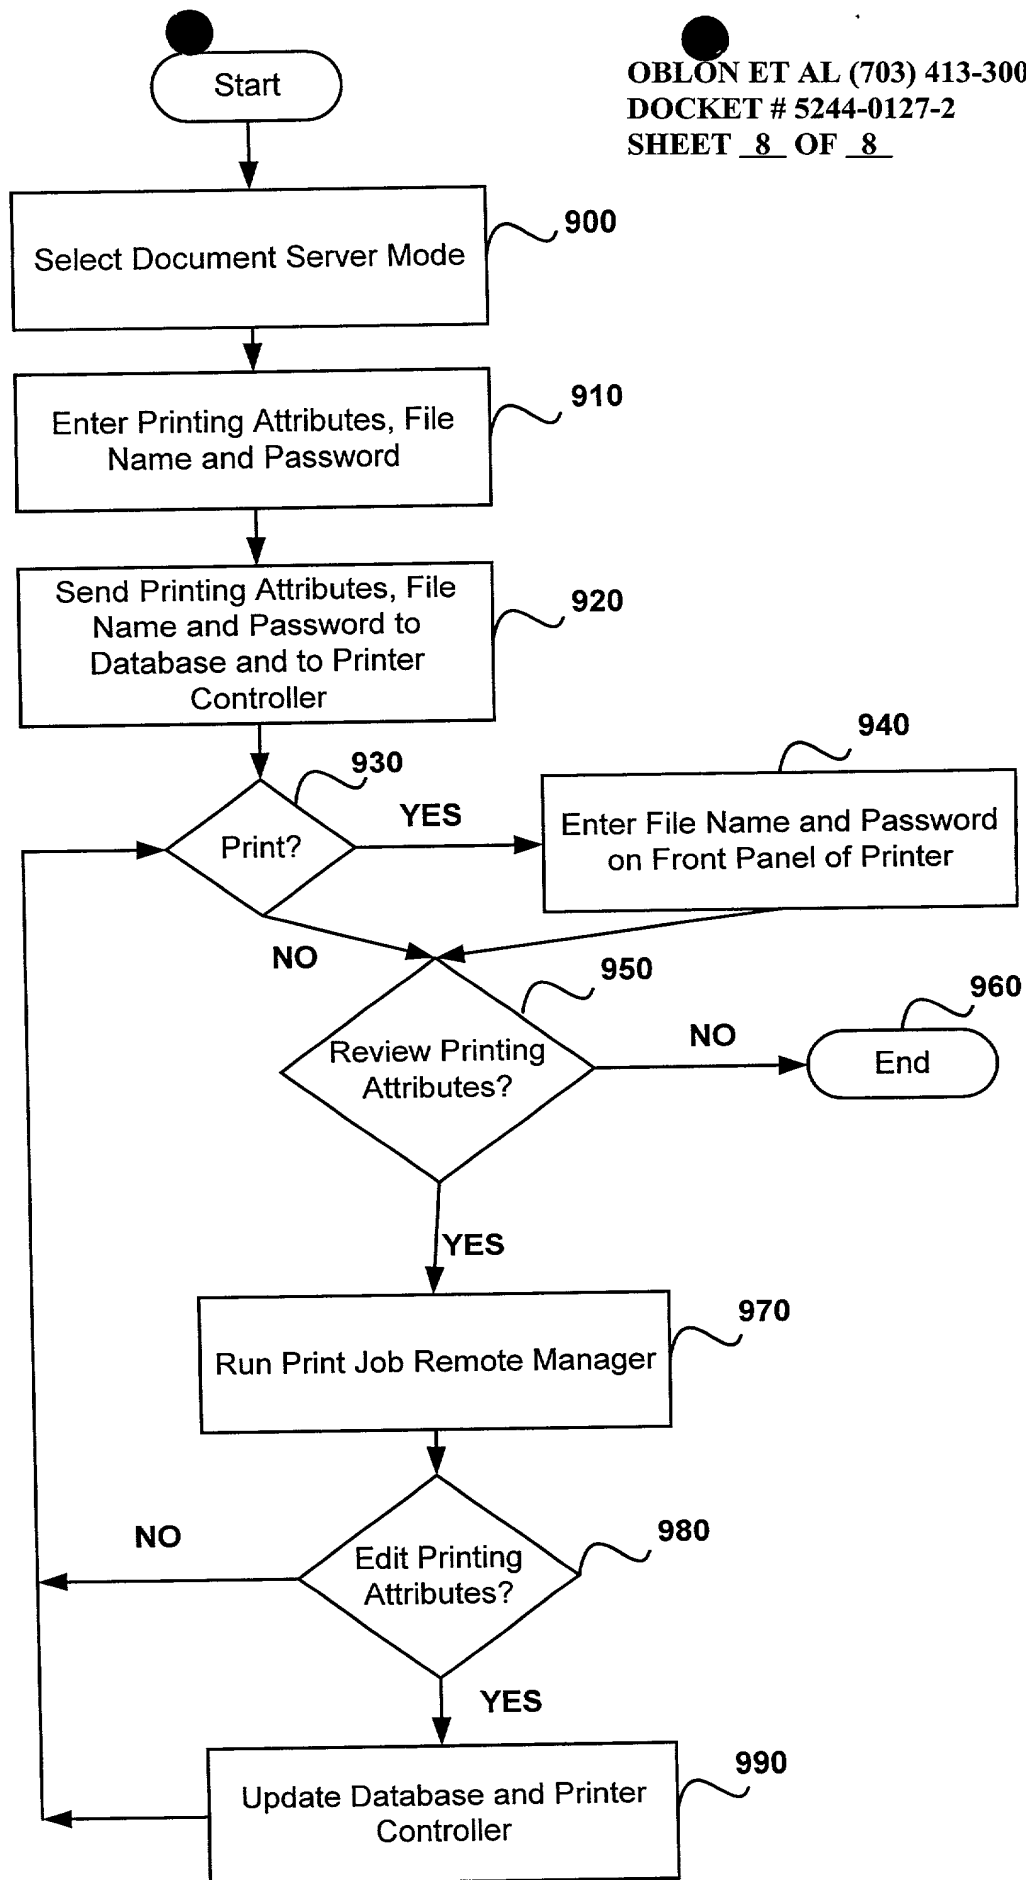 OBLON ET AL (703) 413-300
DOCKET # 5244-0127-2
SHEET 8 OF 8
Start
900
Select Document Server Mode
910
Enter Printing Attributes, File
Name and Password
920
Send Printing Attributes, File
Name and Password to
Database and to Printer
Controller
930
Print?
YES
NO
940
Enter File Name and Password
on Front Panel of Printer
950
Review Printing
Attributes?
NO
960
End
YES
970
Run Print Job Remote Manager
980
Edit Printing
Attributes?
NO
YES
990
Update Database and Printer
Controller